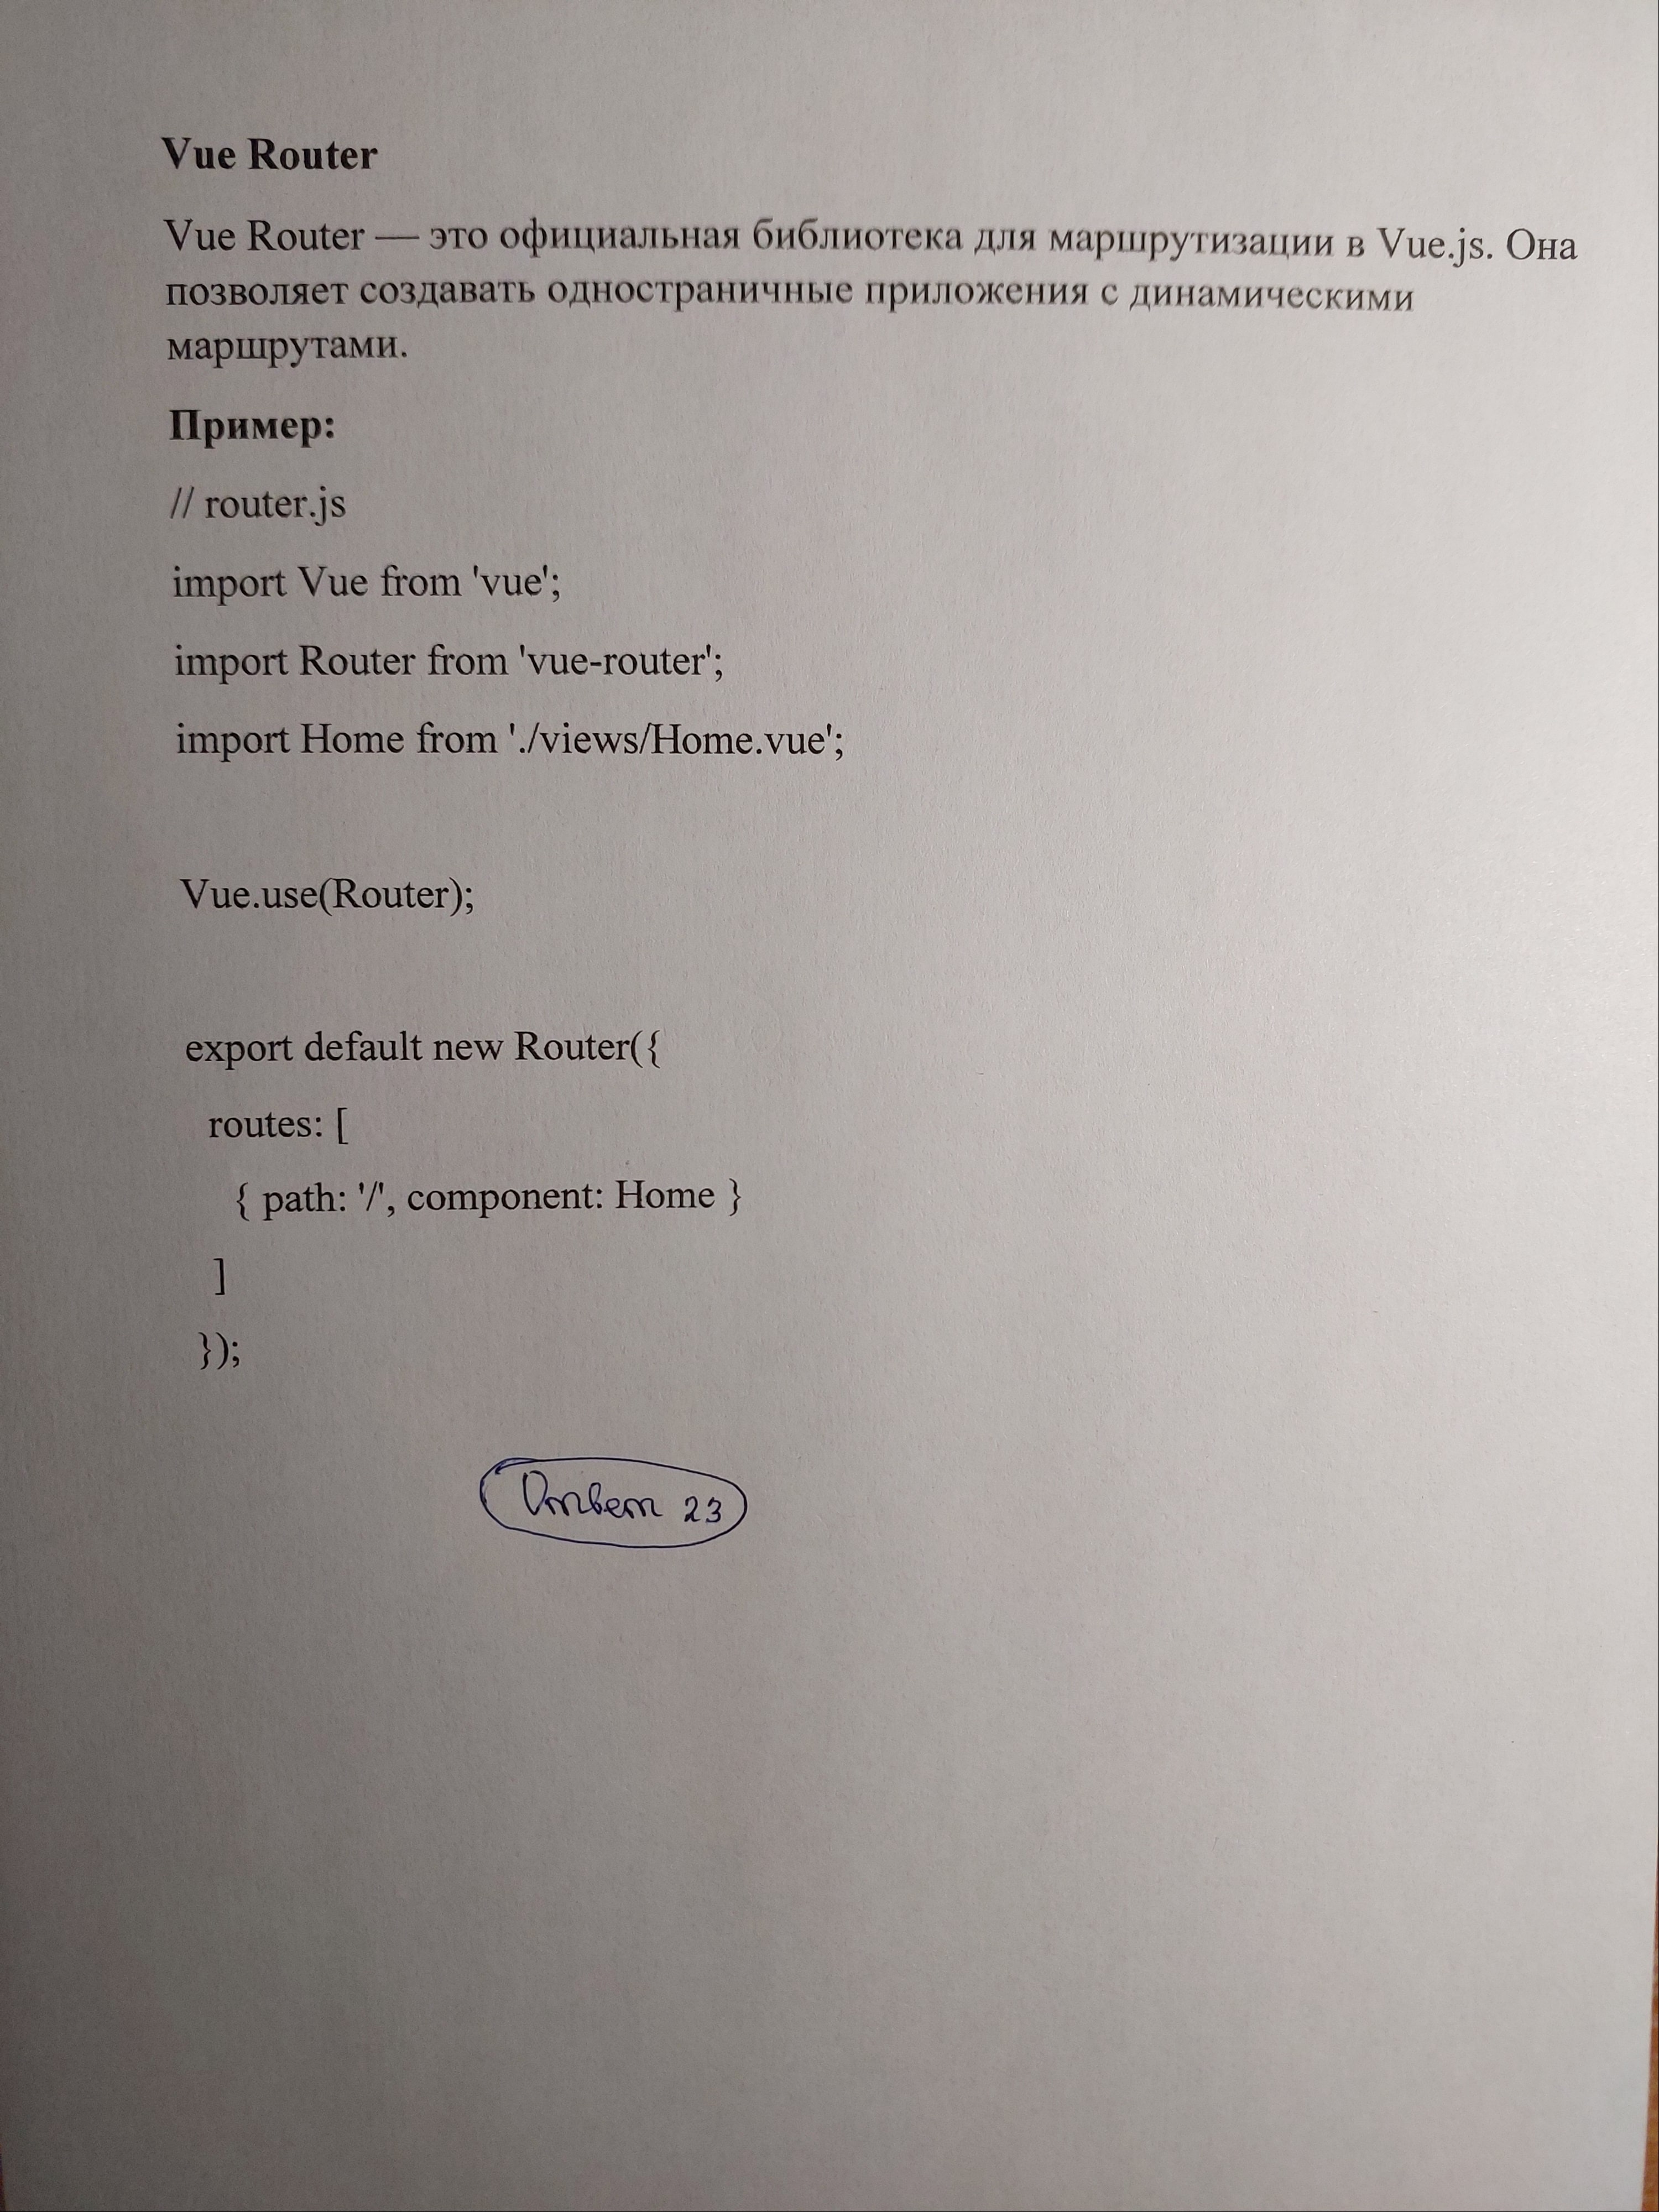 Vue Router
Vue Router — это официальная библиотека для маршрутизации в Vue.js. Она
позволяет создавать одностраничные приложения с динамическими
маршрутами.
Пример:
// router.js
import Vue from 'vue';
import Router from 'vue-router';
import Home from './views/Home.vue';
Vue.use(Router);
export default new Router({
routes: [
{ path: '/', component: Home }
]
});
Ответ 23